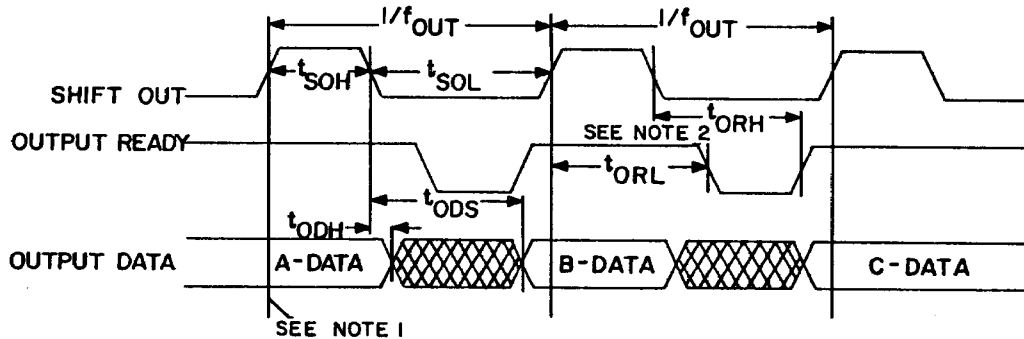 1/fOUT 1/fOUT
tSOH tSOL
SHIFT OUT
tORH
OUTPUT READY SEE NOTE 2
tORL
tODS
tODH
OUTPUT DATA A-DATA B-DATA C-DATA
SEE NOTE 1